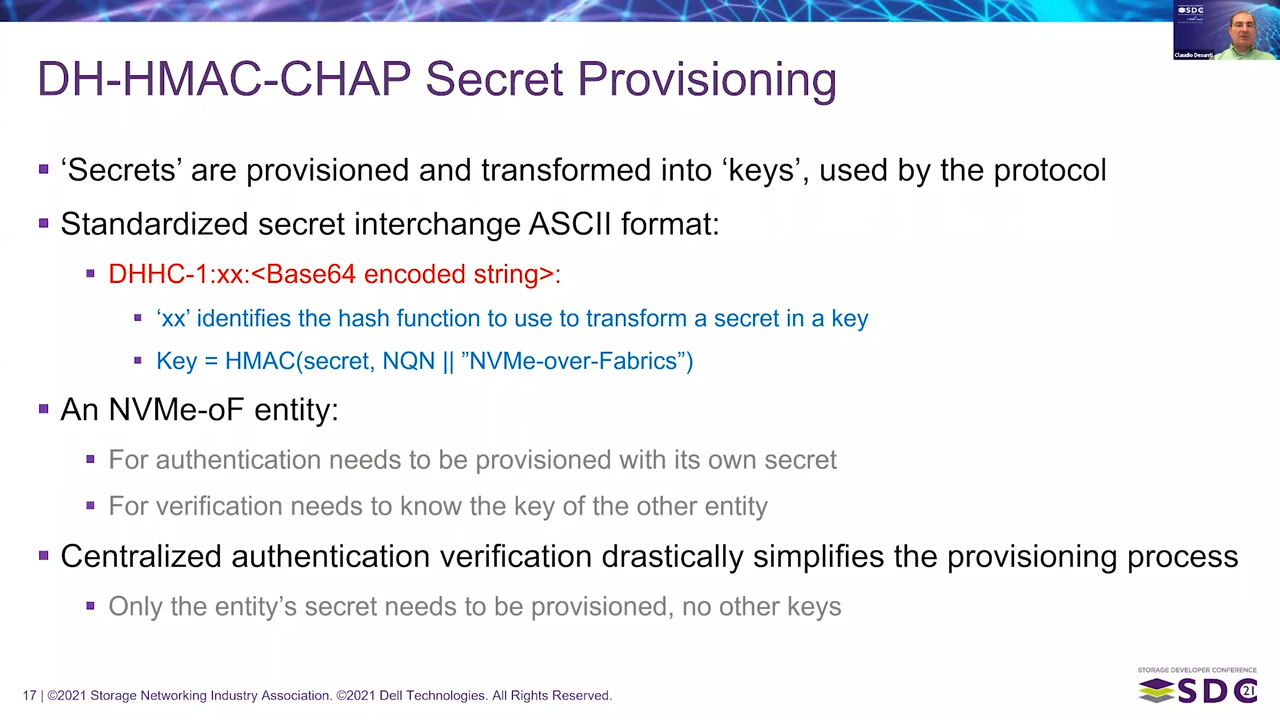 SDC
Claudio Desanti
DH-HMAC-CHAP Secret Provisioning
‘Secrets’ are provisioned and transformed into ‘keys’, used by the protocol
Standardized secret interchange ASCII format:
DHHC-1:xx:<Base64 encoded string>:
‘xx’ identifies the hash function to use to transform a secret in a key
Key = HMAC(secret, NQN || ”NVMe-over-Fabrics”)
An NVMe-oF entity:
For authentication needs to be provisioned with its own secret
For verification needs to know the key of the other entity
Centralized authentication verification drastically simplifies the provisioning process
Only the entity’s secret needs to be provisioned, no other keys
17 | ©2021 Storage Networking Industry Association. ©2021 Dell Technologies. All Rights Reserved.
STORAGE DEVELOPER CONFERENCE
SDC 21